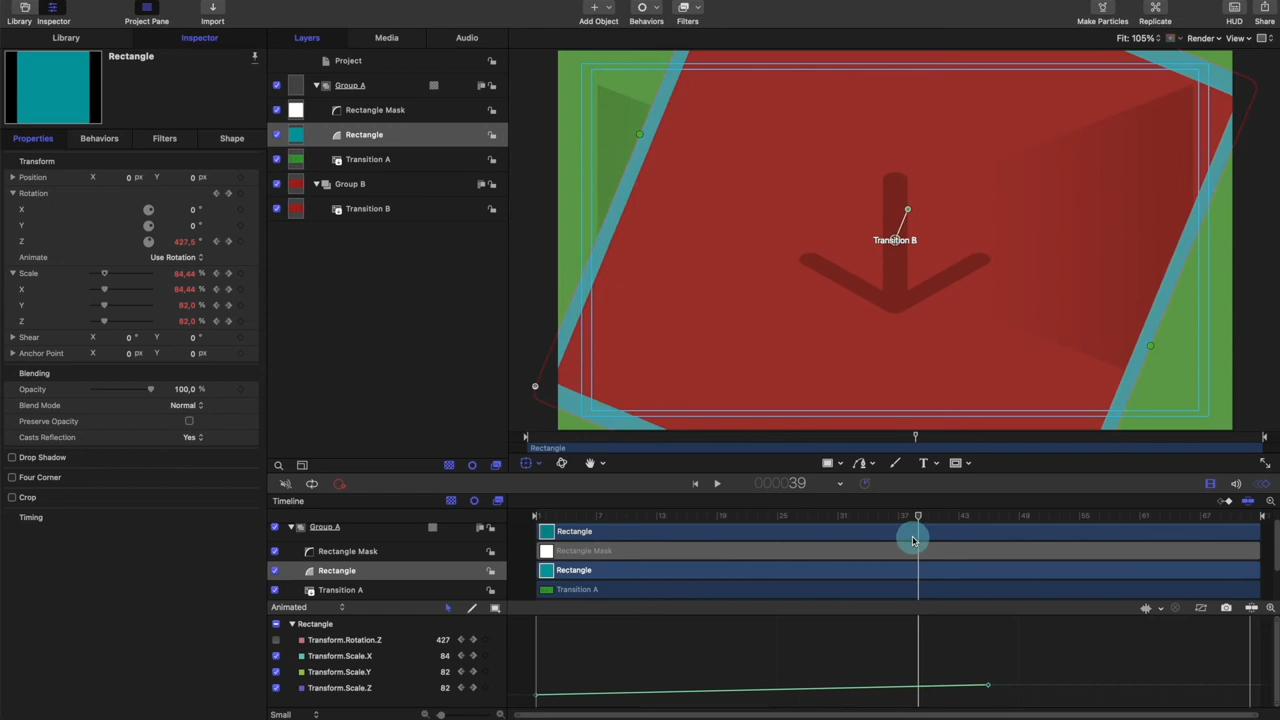 Library Inspector Project Pane Import Add Object Behaviors Filters Make Particles Replicate HUD Share
Library Inspector Layers Media Audio Fit: 105% Render View
Rectangle
Project
Group A
Rectangle Mask
Rectangle
Transition A
Group B
Transition B
Properties Behaviors Filters Shape
Transform
Position X 0 px Y 0 px
Rotation
X 0 °
Y 0 °
Z 427,5 °
Animate Use Rotation
Scale 84,44 %
X 84,44 %
Y 82,0 %
Z 82,0 %
Shear X 0 ° Y 0 °
Anchor Point X 0 px Y 0 px
Blending
Opacity 100,0 %
Blend Mode Normal
Preserve Opacity
Casts Reflection Yes
Drop Shadow
Four Corner
Crop
Timing
Transition B
Rectangle
T
00000039
Timeline
1 7 13 19 25 31 37 43 49 55 61 67
Group A Rectangle
Rectangle Mask Rectangle Mask
Rectangle Rectangle
Transition A Transition A
Animated
Rectangle
Transform.Rotation.Z 427
Transform.Scale.X 84
Transform.Scale.Y 82
Transform.Scale.Z 82
Small